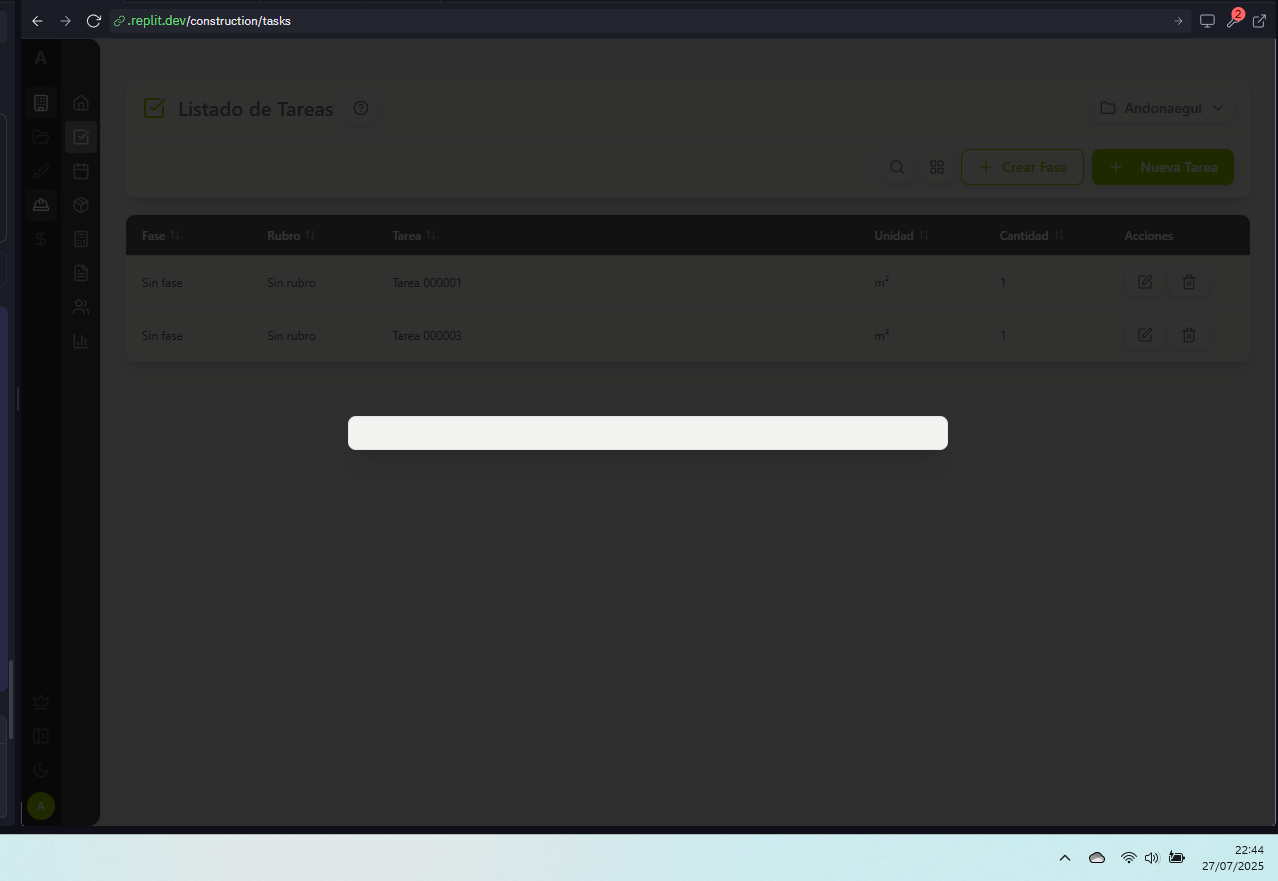 .replit.dev/construction/tasks
2
A
Listado de Tareas
Andonaegui
Crear Fase
Nueva Tarea
Fase Rubro Tarea Unidad Cantidad Acciones
Sin fase Sin rubro Tarea 000001 m² 1
Sin fase Sin rubro Tarea 000003 m² 1
A
22:44
27/07/2025